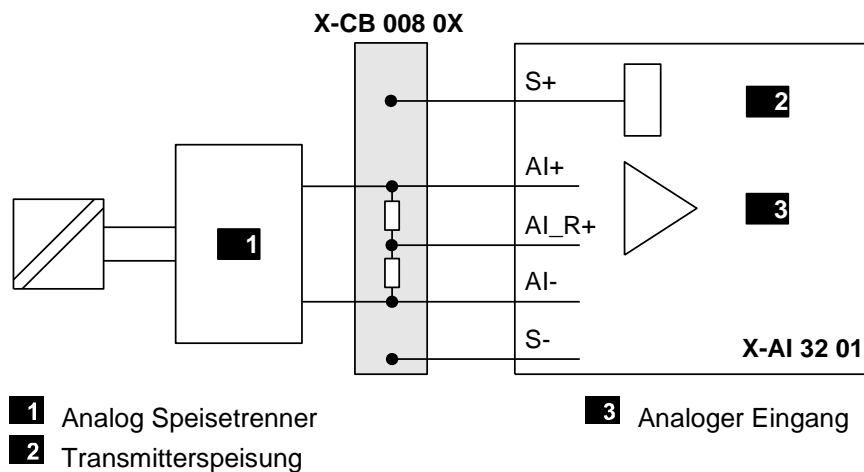 X-CB 008 0X
S+
2
AI+
3
AI_R+
1
AI-
S-
X-AI 32 01
1 Analog Speisetrenner
3 Analoger Eingang
2 Transmitterspeisung